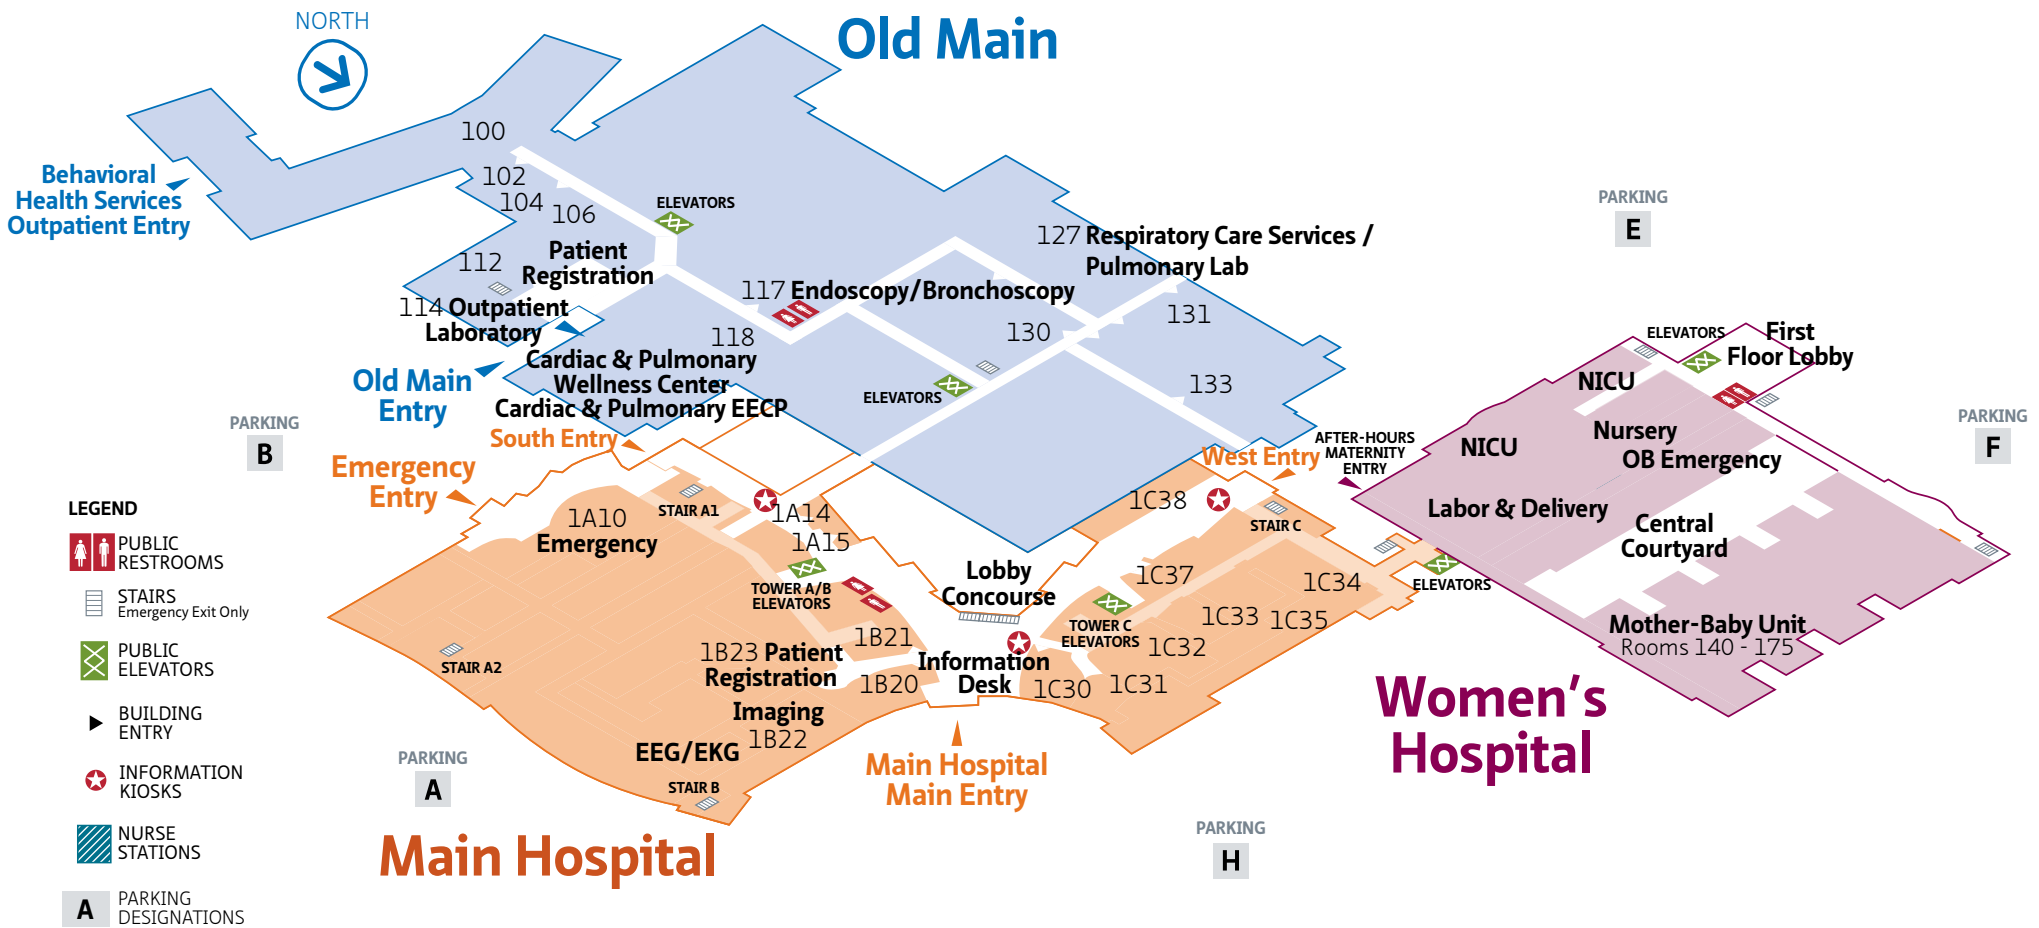 NORTH
Old Main
100
102
104
106
ELEVATORS
Behavioral
Health Services
Outpatient Entry
Patient
Registration
112
114 Outpatient
Laboratory
117 Endoscopy/Bronchoscopy
118
127 Respiratory Care Services /
Pulmonary Lab
130
131
133
ELEVATORS
Cardiac & Pulmonary
Wellness Center
Cardiac & Pulmonary EECP
Old Main
Entry
South Entry
Emergency
Entry
PARKING
B
PARKING
E
PARKING
F
ELEVATORS
First
Floor Lobby
NICU
NICU
Nursery
OB Emergency
Labor & Delivery
Central
Courtyard
Mother-Baby Unit
Rooms 140 - 175
AFTER-HOURS
MATERNITY
ENTRY
West Entry
1C38
STAIR C
ELEVATORS
STAIR A1
1A10
Emergency
1A14
1A15
TOWER A/B
ELEVATORS
Lobby
Concourse
1C37
1C34
TOWER C
ELEVATORS
1C33
1C35
1C32
1C31
1C30
1B21
1B23 Patient
Registration
1B20
Information
Desk
Imaging
1B22
EEG/EKG
STAIR A2
STAIR B
Main Hospital
Main Entry
Women's
Hospital
Main Hospital
PARKING
A
PARKING
H
LEGEND
PUBLIC
RESTROOMS
STAIRS
Emergency Exit Only
PUBLIC
ELEVATORS
BUILDING
ENTRY
INFORMATION
KIOSKS
NURSE
STATIONS
A
PARKING
DESIGNATIONS